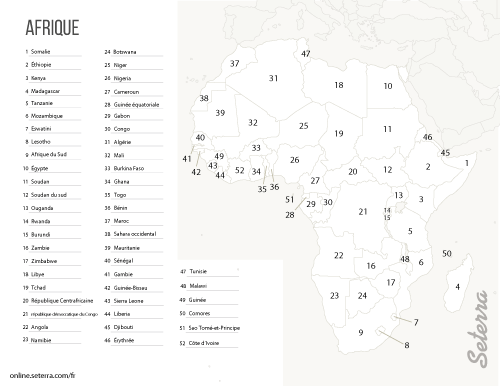 AFRIQUE
1 Somalie
2 Éthiopie
3 Kenya
4 Madagascar
5 Tanzanie
6 Mozambique
7 Eswatini
8 Lesotho
9 Afrique du Sud
10 Égypte
11 Soudan
12 Soudan du sud
13 Ouganda
14 Rwanda
15 Burundi
16 Zambie
17 Zimbabwe
18 Libye
19 Tchad
20 République Centrafricaine
21 république démocratique du Congo
22 Angola
23 Namibie
24 Botswana
25 Niger
26 Nigeria
27 Cameroun
28 Guinée équatoriale
29 Gabon
30 Congo
31 Algérie
32 Mali
33 Burkina Faso
34 Ghana
35 Togo
36 Bénin
37 Maroc
38 Sahara occidental
39 Mauritanie
40 Sénégal
41 Gambie
42 Guinée-Bissau
43 Sierra Leone
44 Liberia
45 Djibouti
46 Érythrée
47 Tunisie
48 Malawi
49 Guinée
50 Comores
51 Sao Tomé-et-Principe
52 Côte d'Ivoire
47
37
31
18
10
38
39
32
25
19
11
46
45
40
41
42
49
43
44
52
33
34
35
36
26
27
20
12
2
1
51
28
29
30
21
13
3
14
15
5
22
16
48
6
50
23
24
17
4
9
7
8
Seterra
online.seterra.com/fr